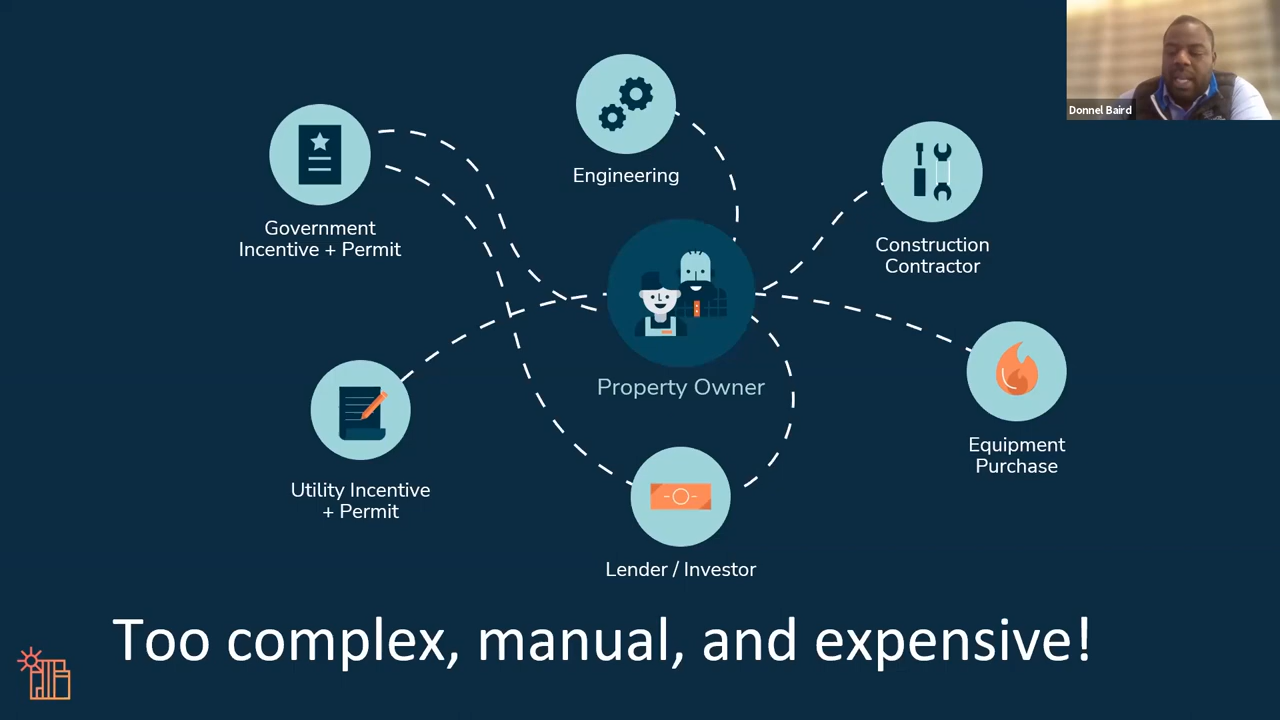 Donnel Baird
Engineering
Government
Incentive + Permit
Construction
Contractor
Property Owner
Equipment
Purchase
Utility Incentive
+ Permit
Lender / Investor
Too complex, manual, and expensive!